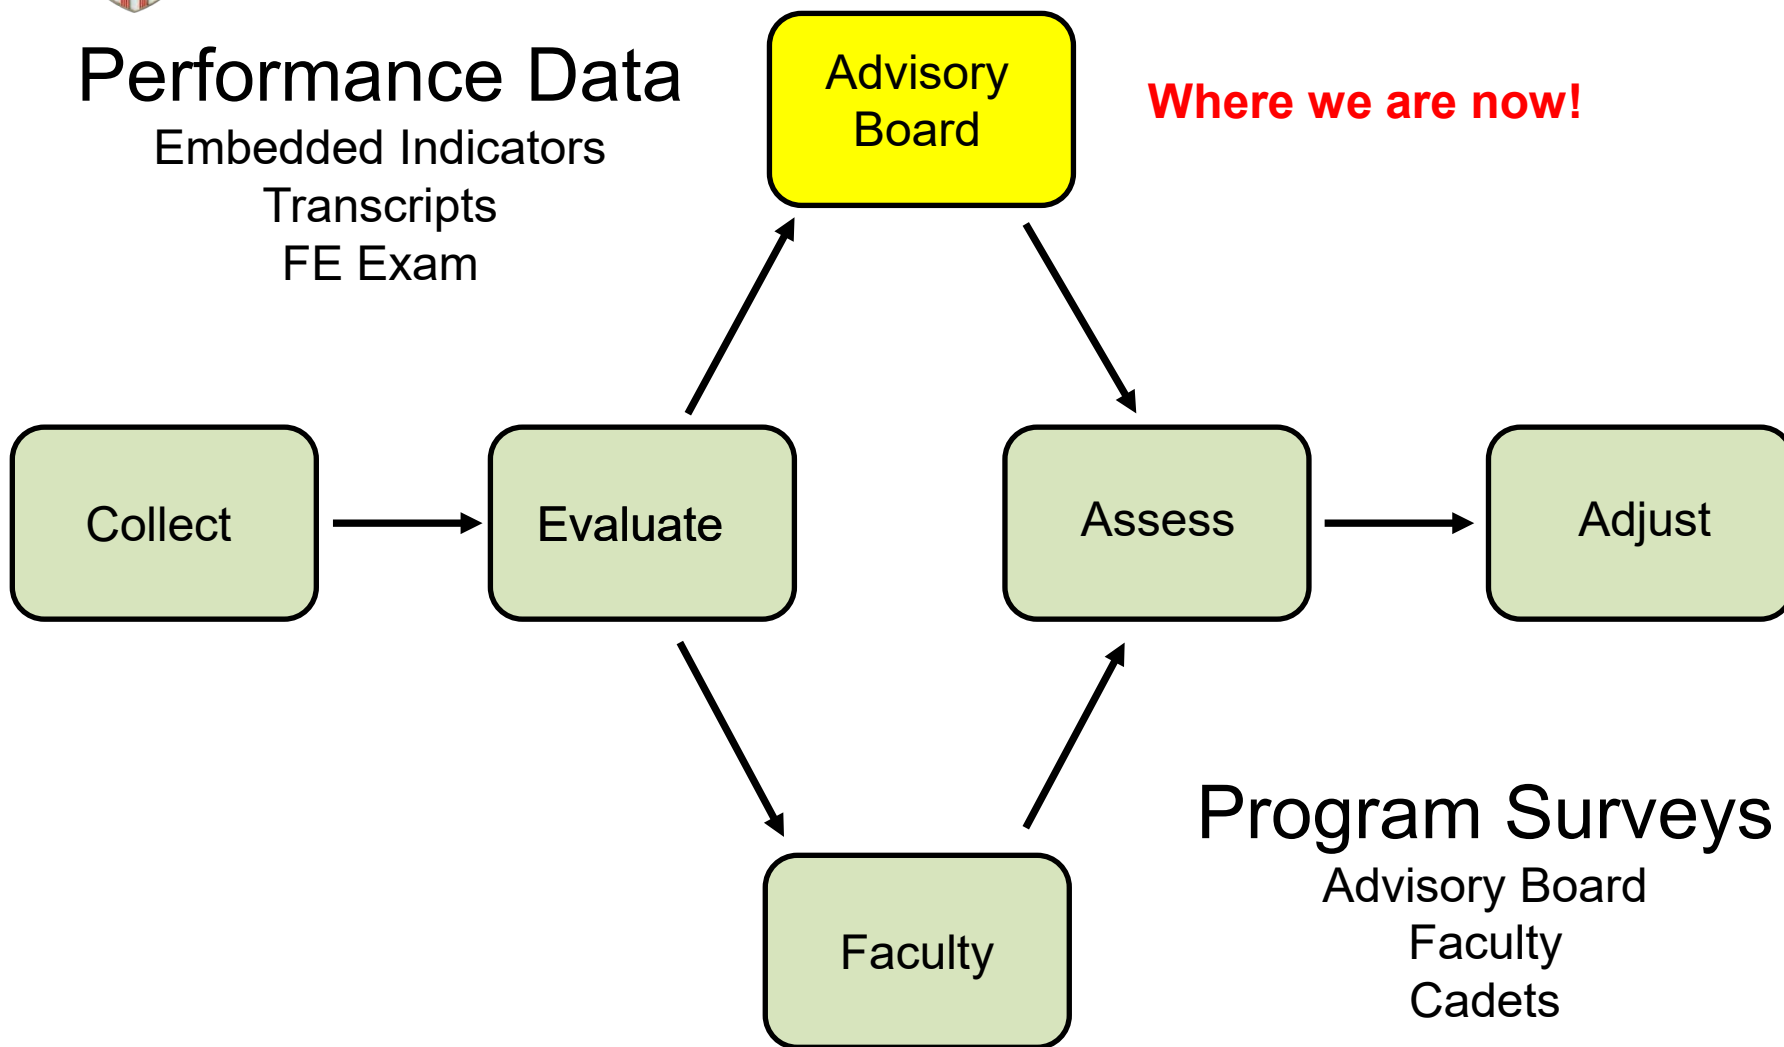 Performance Data
Embedded Indicators
Transcripts
FE Exam
Advisory
Board
Where we are now!
Collect
Evaluate
Assess
Adjust
Faculty
Program Surveys
Advisory Board
Faculty
Cadets